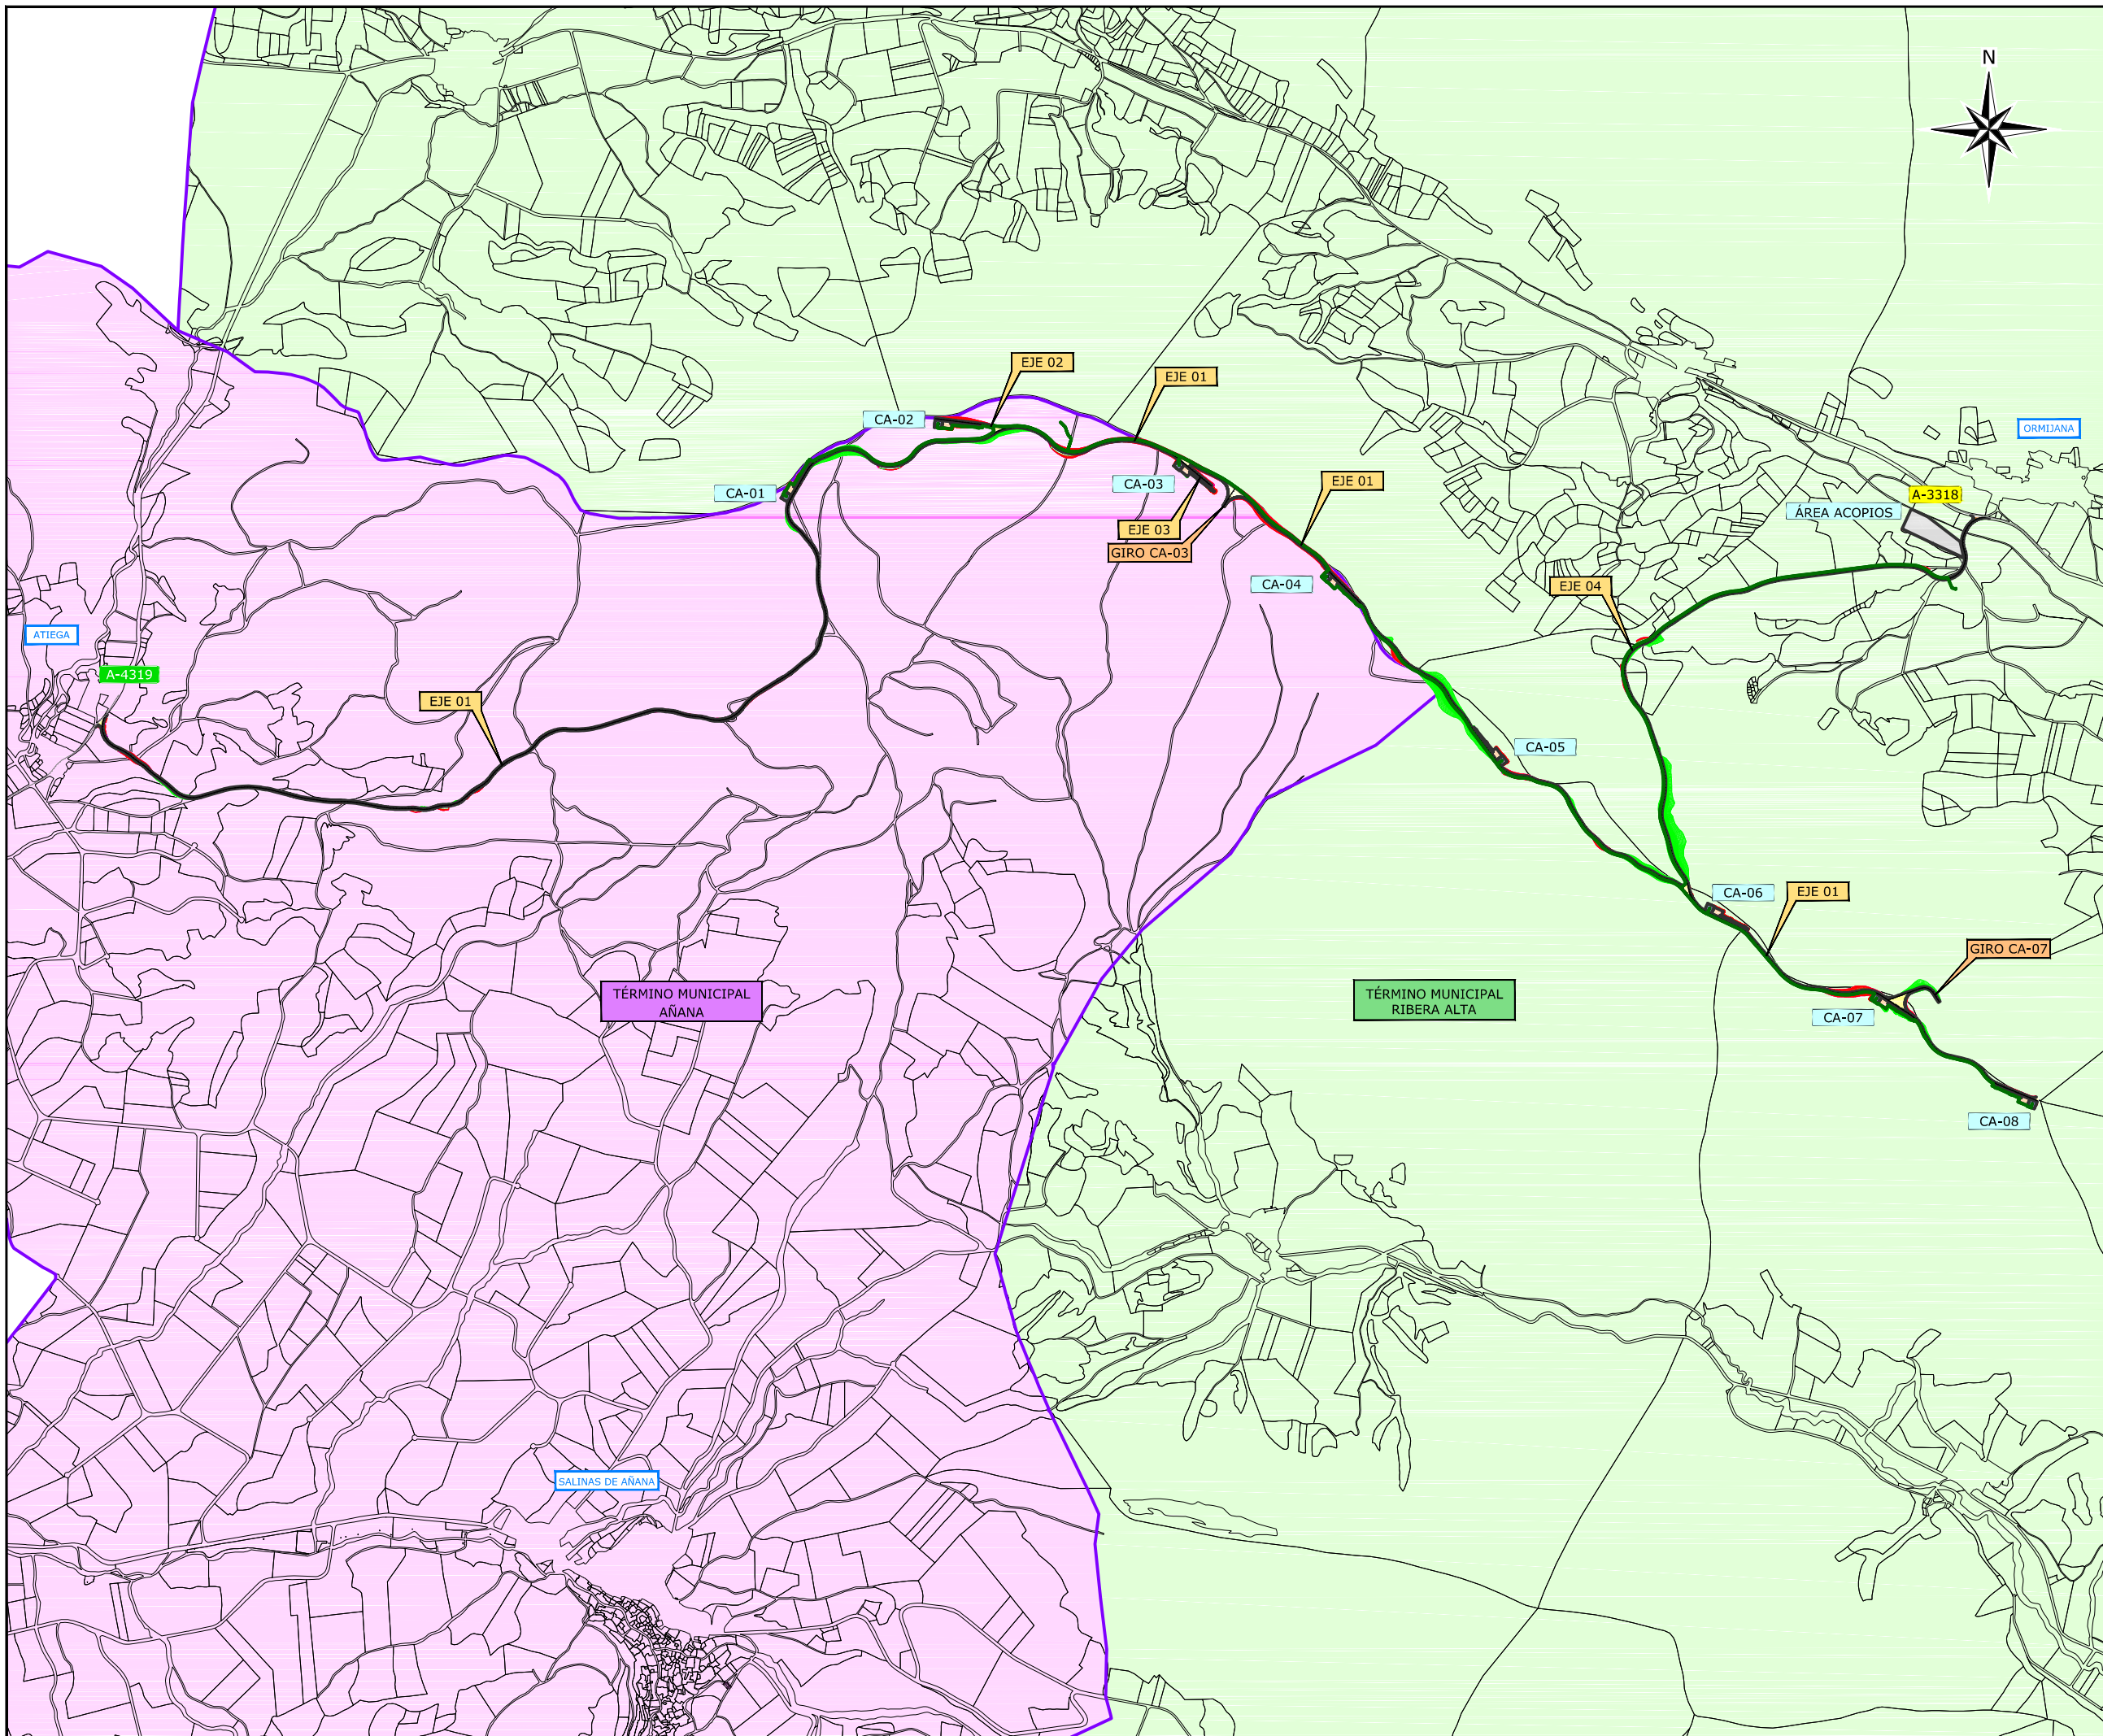 N
EJE 02
EJE 01
CA-02
ORMIJANA
CA-01
CA-03
EJE 01
A-3318
ÁREA ACOPIOS
EJE 03
GIRO CA-03
CA-04
EJE 04
ATIEGA
A-4319
EJE 01
CA-05
CA-06
EJE 01
GIRO CA-07
TÉRMINO MUNICIPAL
AÑANA
TÉRMINO MUNICIPAL
RIBERA ALTA
CA-07
CA-08
SALINAS DE AÑANA